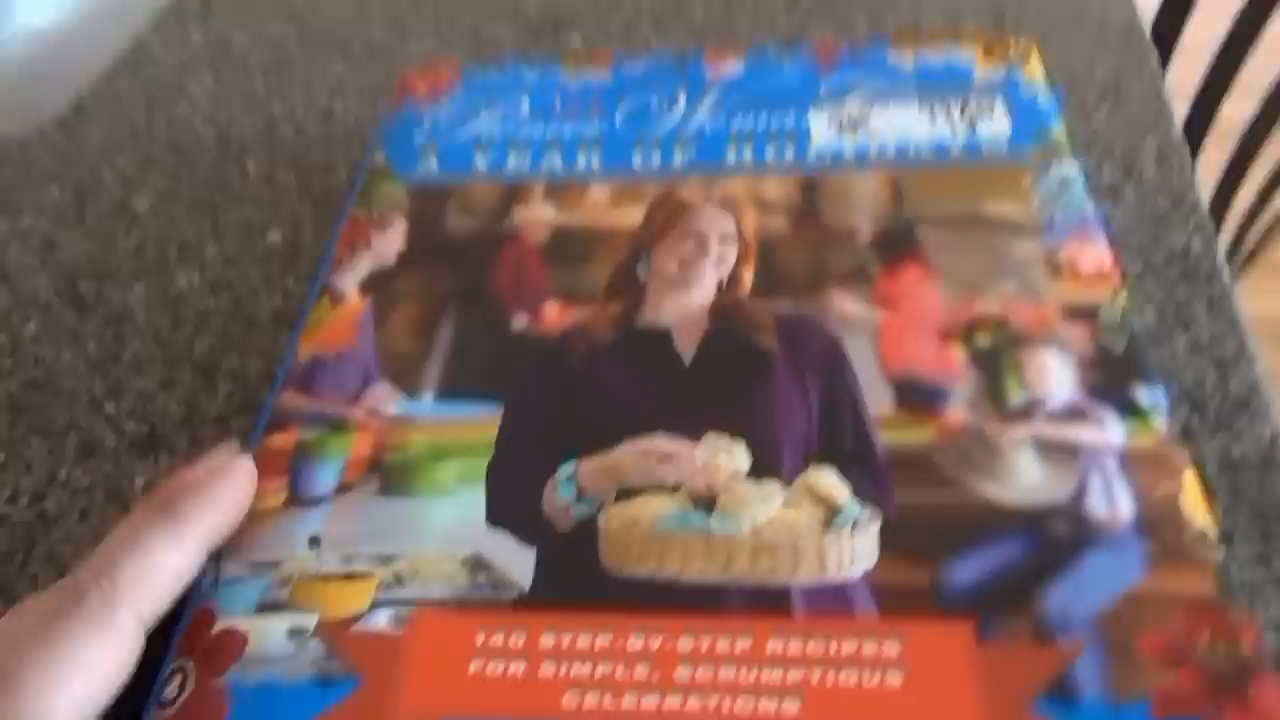 A YEAR OF HOLIDAYS
140 STEP-BY-STEP RECIPES
FOR SIMPLE, SCRUMPTIOUS
CELEBRATIONS